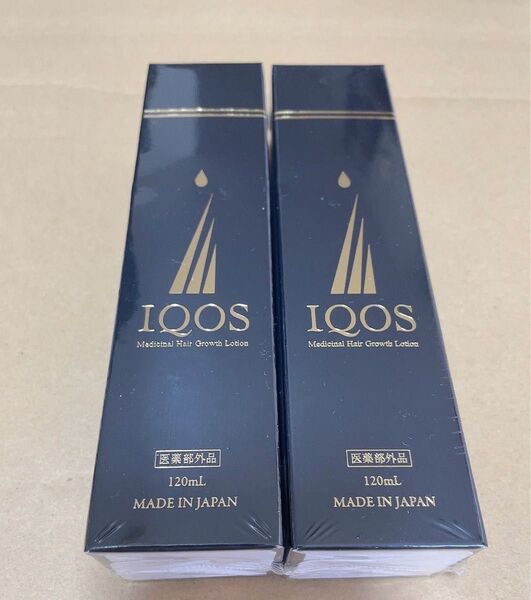 IQOS
Medicinal Hair Growth Lotion
医薬部外品
120mL
MADE IN JAPAN
IQOS
Medicinal Hair Growth Lotion
医薬部外品
120mL
MADE IN JAPAN